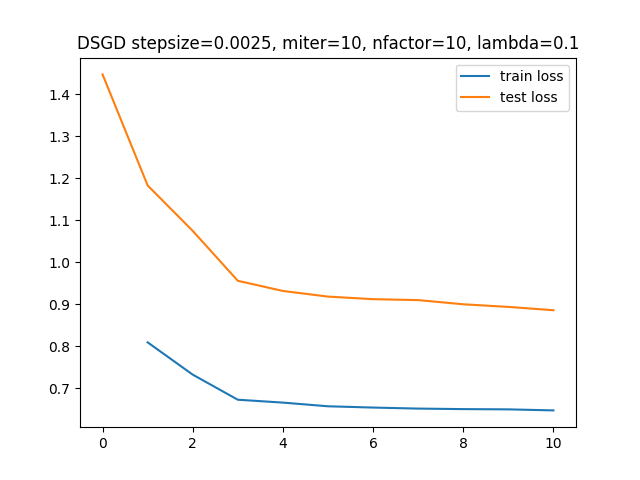 DSGD stepsize=0.0025, miter=10, nfactor=10, lambda=0.1
train loss
test loss
1.4
1.3
1.2
1.1
1.0
0.9
0.8
0.7
0 2 4 6 8 10